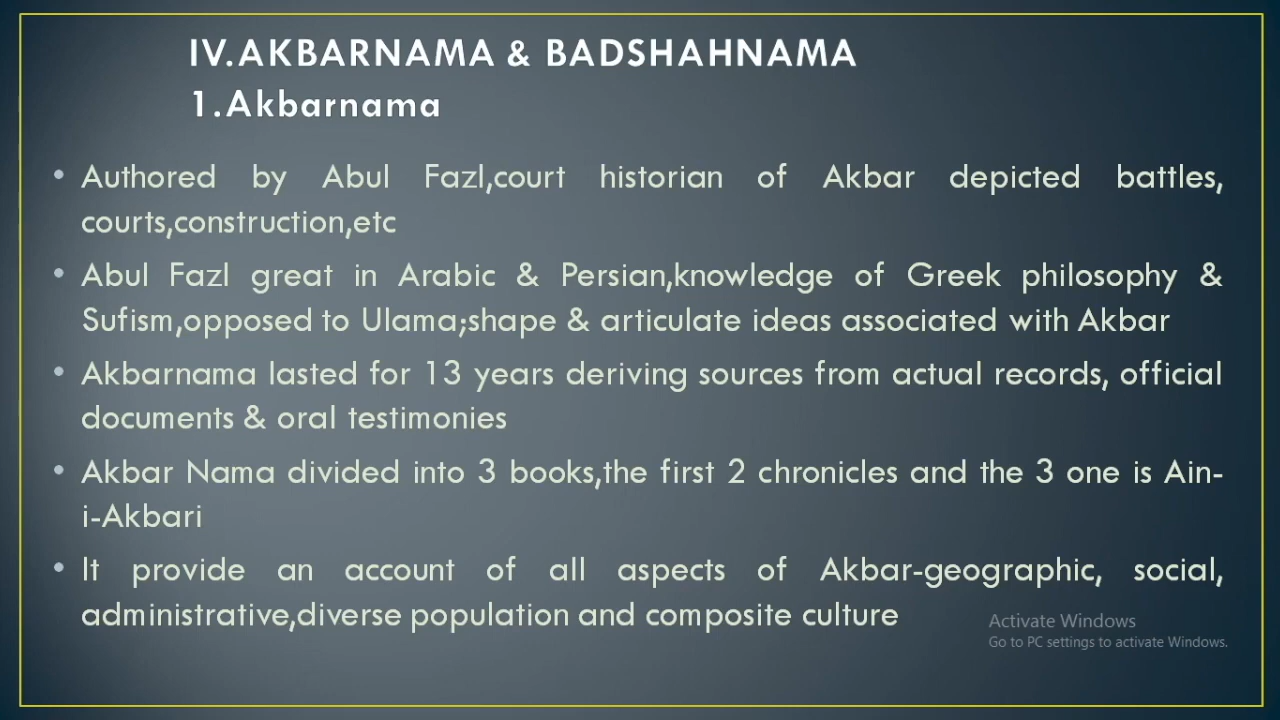 IV.AKBARNAMA & BADSHAHNAMA
1.Akbarnama
• Authored by Abul Fazl,court historian of Akbar depicted battles,
courts,construction,etc
• Abul Fazl great in Arabic & Persian,knowledge of Greek philosophy &
Sufism,opposed to Ulama;shape & articulate ideas associated with Akbar
• Akbarnama lasted for 13 years deriving sources from actual records, official
documents & oral testimonies
• Akbar Nama divided into 3 books,the first 2 chronicles and the 3 one is Ain-
i-Akbari
• It provide an account of all aspects of Akbar-geographic, social,
administrative,diverse population and composite culture
Activate Windows
Go to PC settings to activate Windows.